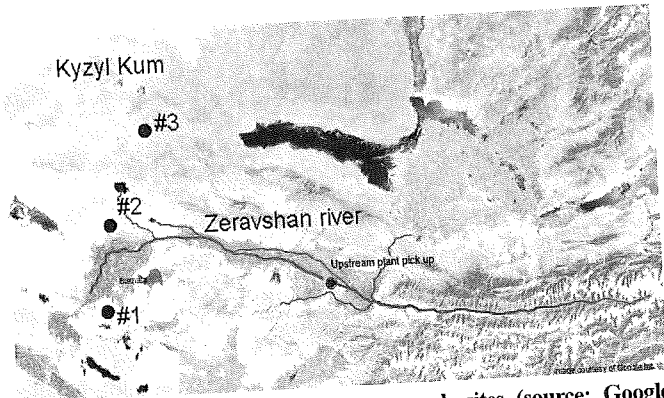 Kyzyl Kum
#3
#2
Zeravshan river
Upstream plant pick up
#1
sites (source: Google